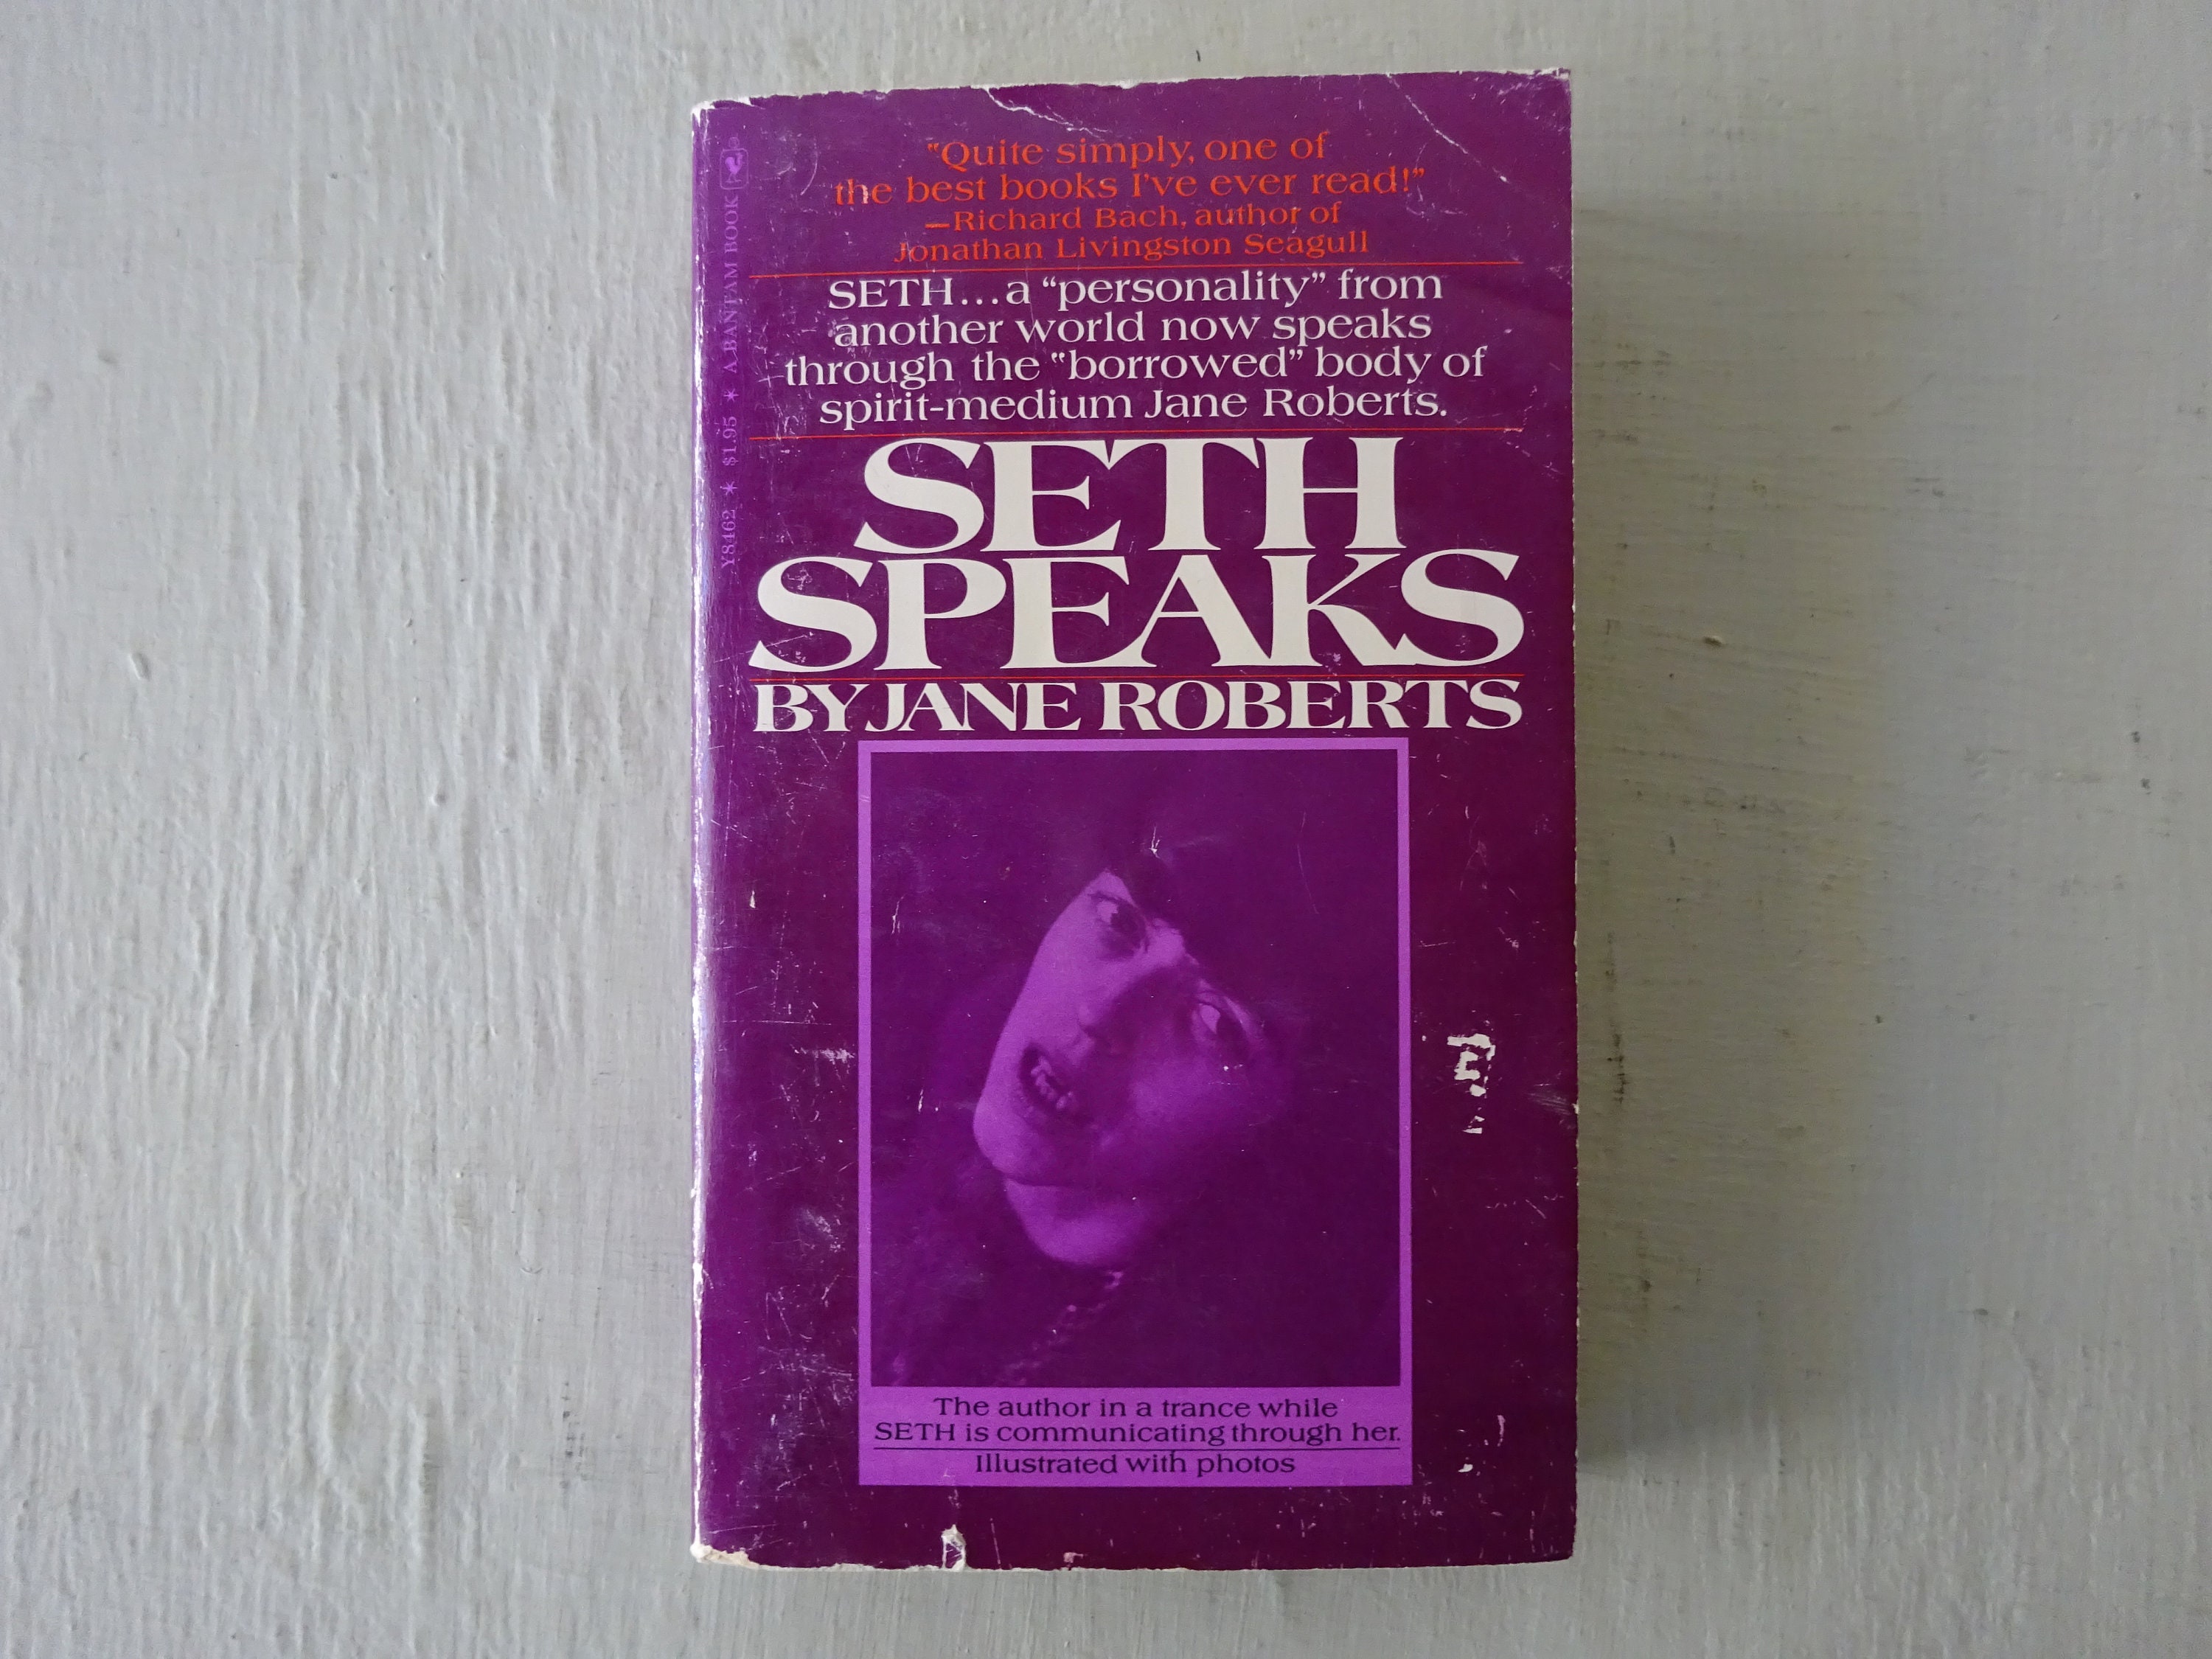 "Quite simply, one of
the best books I've ever read!"
—Richard Bach, author of
Jonathan Livingston Seagull
SETH...a "personality" from
another world now speaks
through the "borrowed" body of
spirit-medium Jane Roberts.
SETH
SPEAKS
BY JANE ROBERTS
The author in a trance while
SETH is communicating through her.
Illustrated with photos
Y8462 * $1.95 * A BANTAM BOOK